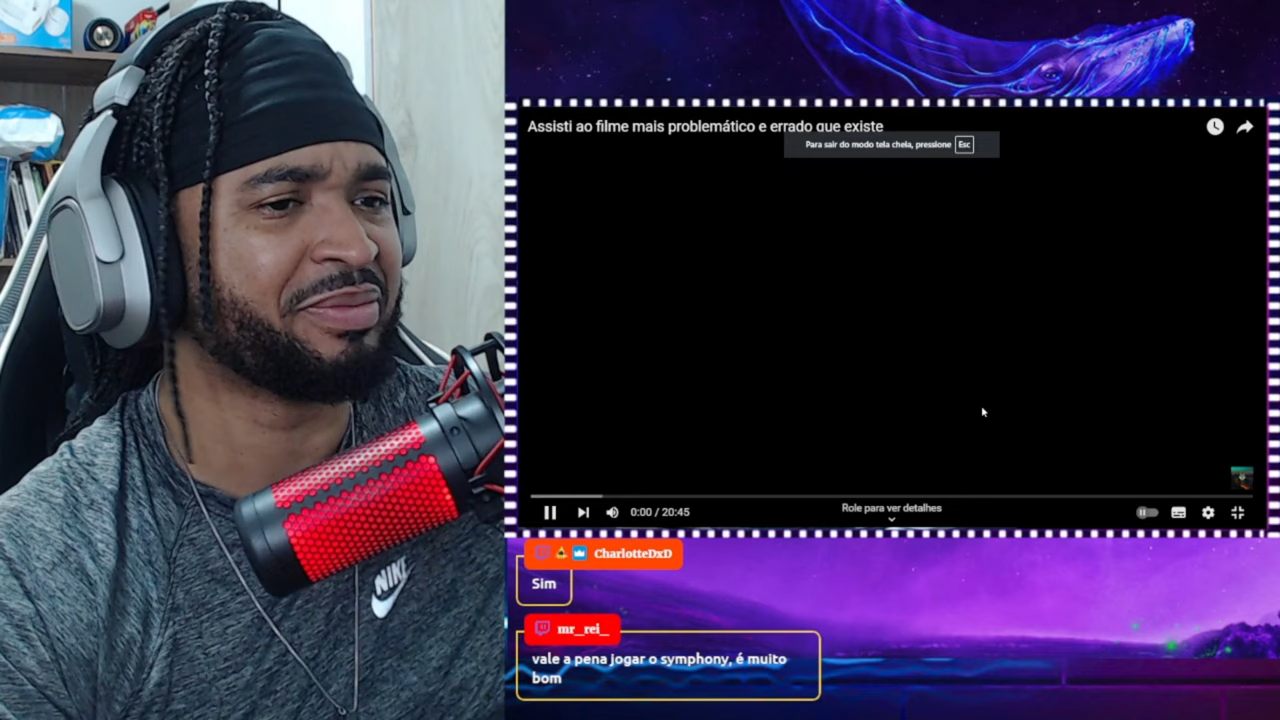 Assisti ao filme mais problemático e errado que existe
Para sair do modo tela cheia, pressione Esc
0:00 / 20:45
Role para ver detalhes
CharlotteDxD
Sim
mr_rei_
vale a pena jogar o symphony, é muito
bom
NIKE